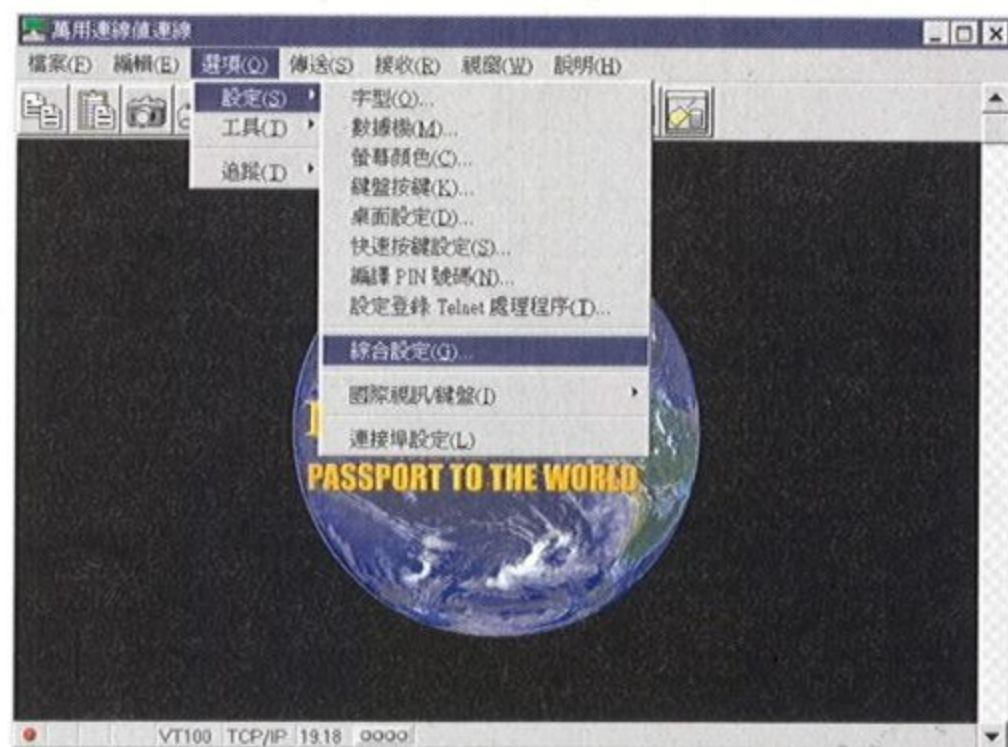 萬用連線值連線
檔案(F) 編輯(E) 選項(O) 傳送(S) 接收(R) 視窗(W) 說明(H)
設定(S)
工具(T)
追蹤(T)
字型(O)...
數據機(M)...
螢幕顏色(C)...
鍵盤按鍵(K)...
桌面設定(D)...
快速按鍵設定(S)...
編譯 PIN 號碼(N)...
設定登錄 Telnet 處理程序(T)...
綜合設定(G)...
國際視訊/鍵盤(I)
連接埠設定(L)
PASSPORT TO THE WORLD
VT100 TCP/IP 19.18 0000